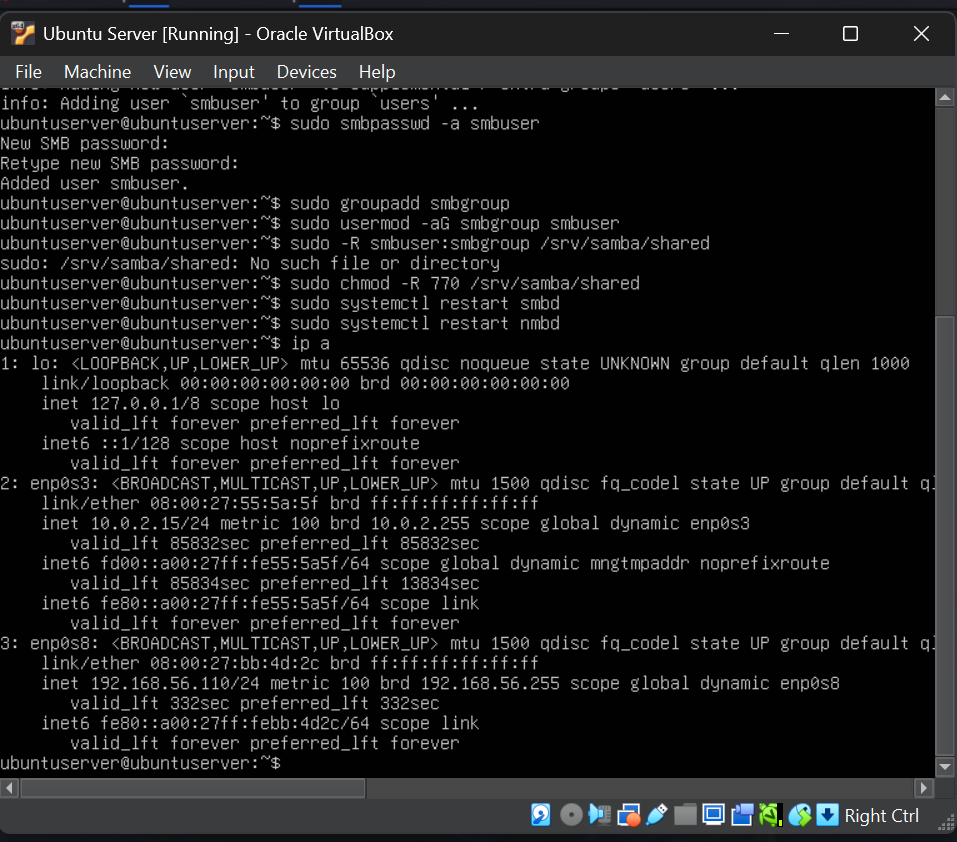 Ubuntu Server [Running] - Oracle VirtualBox
File Machine View Input Devices Help
info: Adding user `smbuser' to group `users' ...
ubuntuserver@ubuntuserver:~$ sudo smbpasswd -a smbuser
New SMB password:
Retype new SMB password:
Added user smbuser.
ubuntuserver@ubuntuserver:~$ sudo groupadd smbgroup
ubuntuserver@ubuntuserver:~$ sudo usermod -aG smbgroup smbuser
ubuntuserver@ubuntuserver:~$ sudo -R smbuser:smbgroup /srv/samba/shared
sudo: /srv/samba/shared: No such file or directory
ubuntuserver@ubuntuserver:~$ sudo chmod -R 770 /srv/samba/shared
ubuntuserver@ubuntuserver:~$ sudo systemctl restart smbd
ubuntuserver@ubuntuserver:~$ sudo systemctl restart nmbd
ubuntuserver@ubuntuserver:~$ ip a
1: lo: <LOOPBACK,UP,LOWER_UP> mtu 65536 qdisc noqueue state UNKNOWN group default qlen 1000
    link/loopback 00:00:00:00:00:00 brd 00:00:00:00:00:00
    inet 127.0.0.1/8 scope host lo
       valid_lft forever preferred_lft forever
    inet6 ::1/128 scope host noprefixroute
       valid_lft forever preferred_lft forever
2: enp0s3: <BROADCAST,MULTICAST,UP,LOWER_UP> mtu 1500 qdisc fq_codel state UP group default ql
    link/ether 08:00:27:55:5a:5f brd ff:ff:ff:ff:ff:ff
    inet 10.0.2.15/24 metric 100 brd 10.0.2.255 scope global dynamic enp0s3
       valid_lft 85832sec preferred_lft 85832sec
    inet6 fd00::a00:27ff:fe55:5a5f/64 scope global dynamic mngtmpaddr noprefixroute
       valid_lft 85834sec preferred_lft 13834sec
    inet6 fe80::a00:27ff:fe55:5a5f/64 scope link
       valid_lft forever preferred_lft forever
3: enp0s8: <BROADCAST,MULTICAST,UP,LOWER_UP> mtu 1500 qdisc fq_codel state UP group default ql
    link/ether 08:00:27:bb:4d:2c brd ff:ff:ff:ff:ff:ff
    inet 192.168.56.110/24 metric 100 brd 192.168.56.255 scope global dynamic enp0s8
       valid_lft 332sec preferred_lft 332sec
    inet6 fe80::a00:27ff:febb:4d2c/64 scope link
       valid_lft forever preferred_lft forever
ubuntuserver@ubuntuserver:~$
Right Ctrl